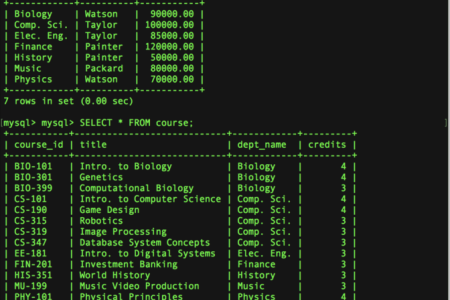 +------------+----------+-----------+
| Biology    | Watson   |  90000.00 |
| Comp. Sci. | Taylor   | 100000.00 |
| Elec. Eng. | Taylor   |  85000.00 |
| Finance    | Painter  | 120000.00 |
| History    | Painter  |  50000.00 |
| Music      | Packard  |  80000.00 |
| Physics    | Watson   |  70000.00 |
+------------+----------+-----------+
7 rows in set (0.00 sec)
[mysql> mysql> SELECT * FROM course; ]
+-----------+----------------------------+------------+---------+
| course_id | title                      | dept_name  | credits |
+-----------+----------------------------+------------+---------+
| BIO-101   | Intro. to Biology          | Biology    |       4 |
| BIO-301   | Genetics                   | Biology    |       4 |
| BIO-399   | Computational Biology      | Biology    |       3 |
| CS-101    | Intro. to Computer Science | Comp. Sci. |       4 |
| CS-190    | Game Design                | Comp. Sci. |       4 |
| CS-315    | Robotics                   | Comp. Sci. |       3 |
| CS-319    | Image Processing           | Comp. Sci. |       3 |
| CS-347    | Database System Concepts   | Comp. Sci. |       3 |
| EE-181    | Intro. to Digital Systems  | Elec. Eng. |       3 |
| FIN-201   | Investment Banking         | Finance    |       3 |
| HIS-351   | World History              | History    |       3 |
| MU-199    | Music Video Production     | Music      |       3 |
| PHY-101   | Physical Principles        | Physics    |       4 |